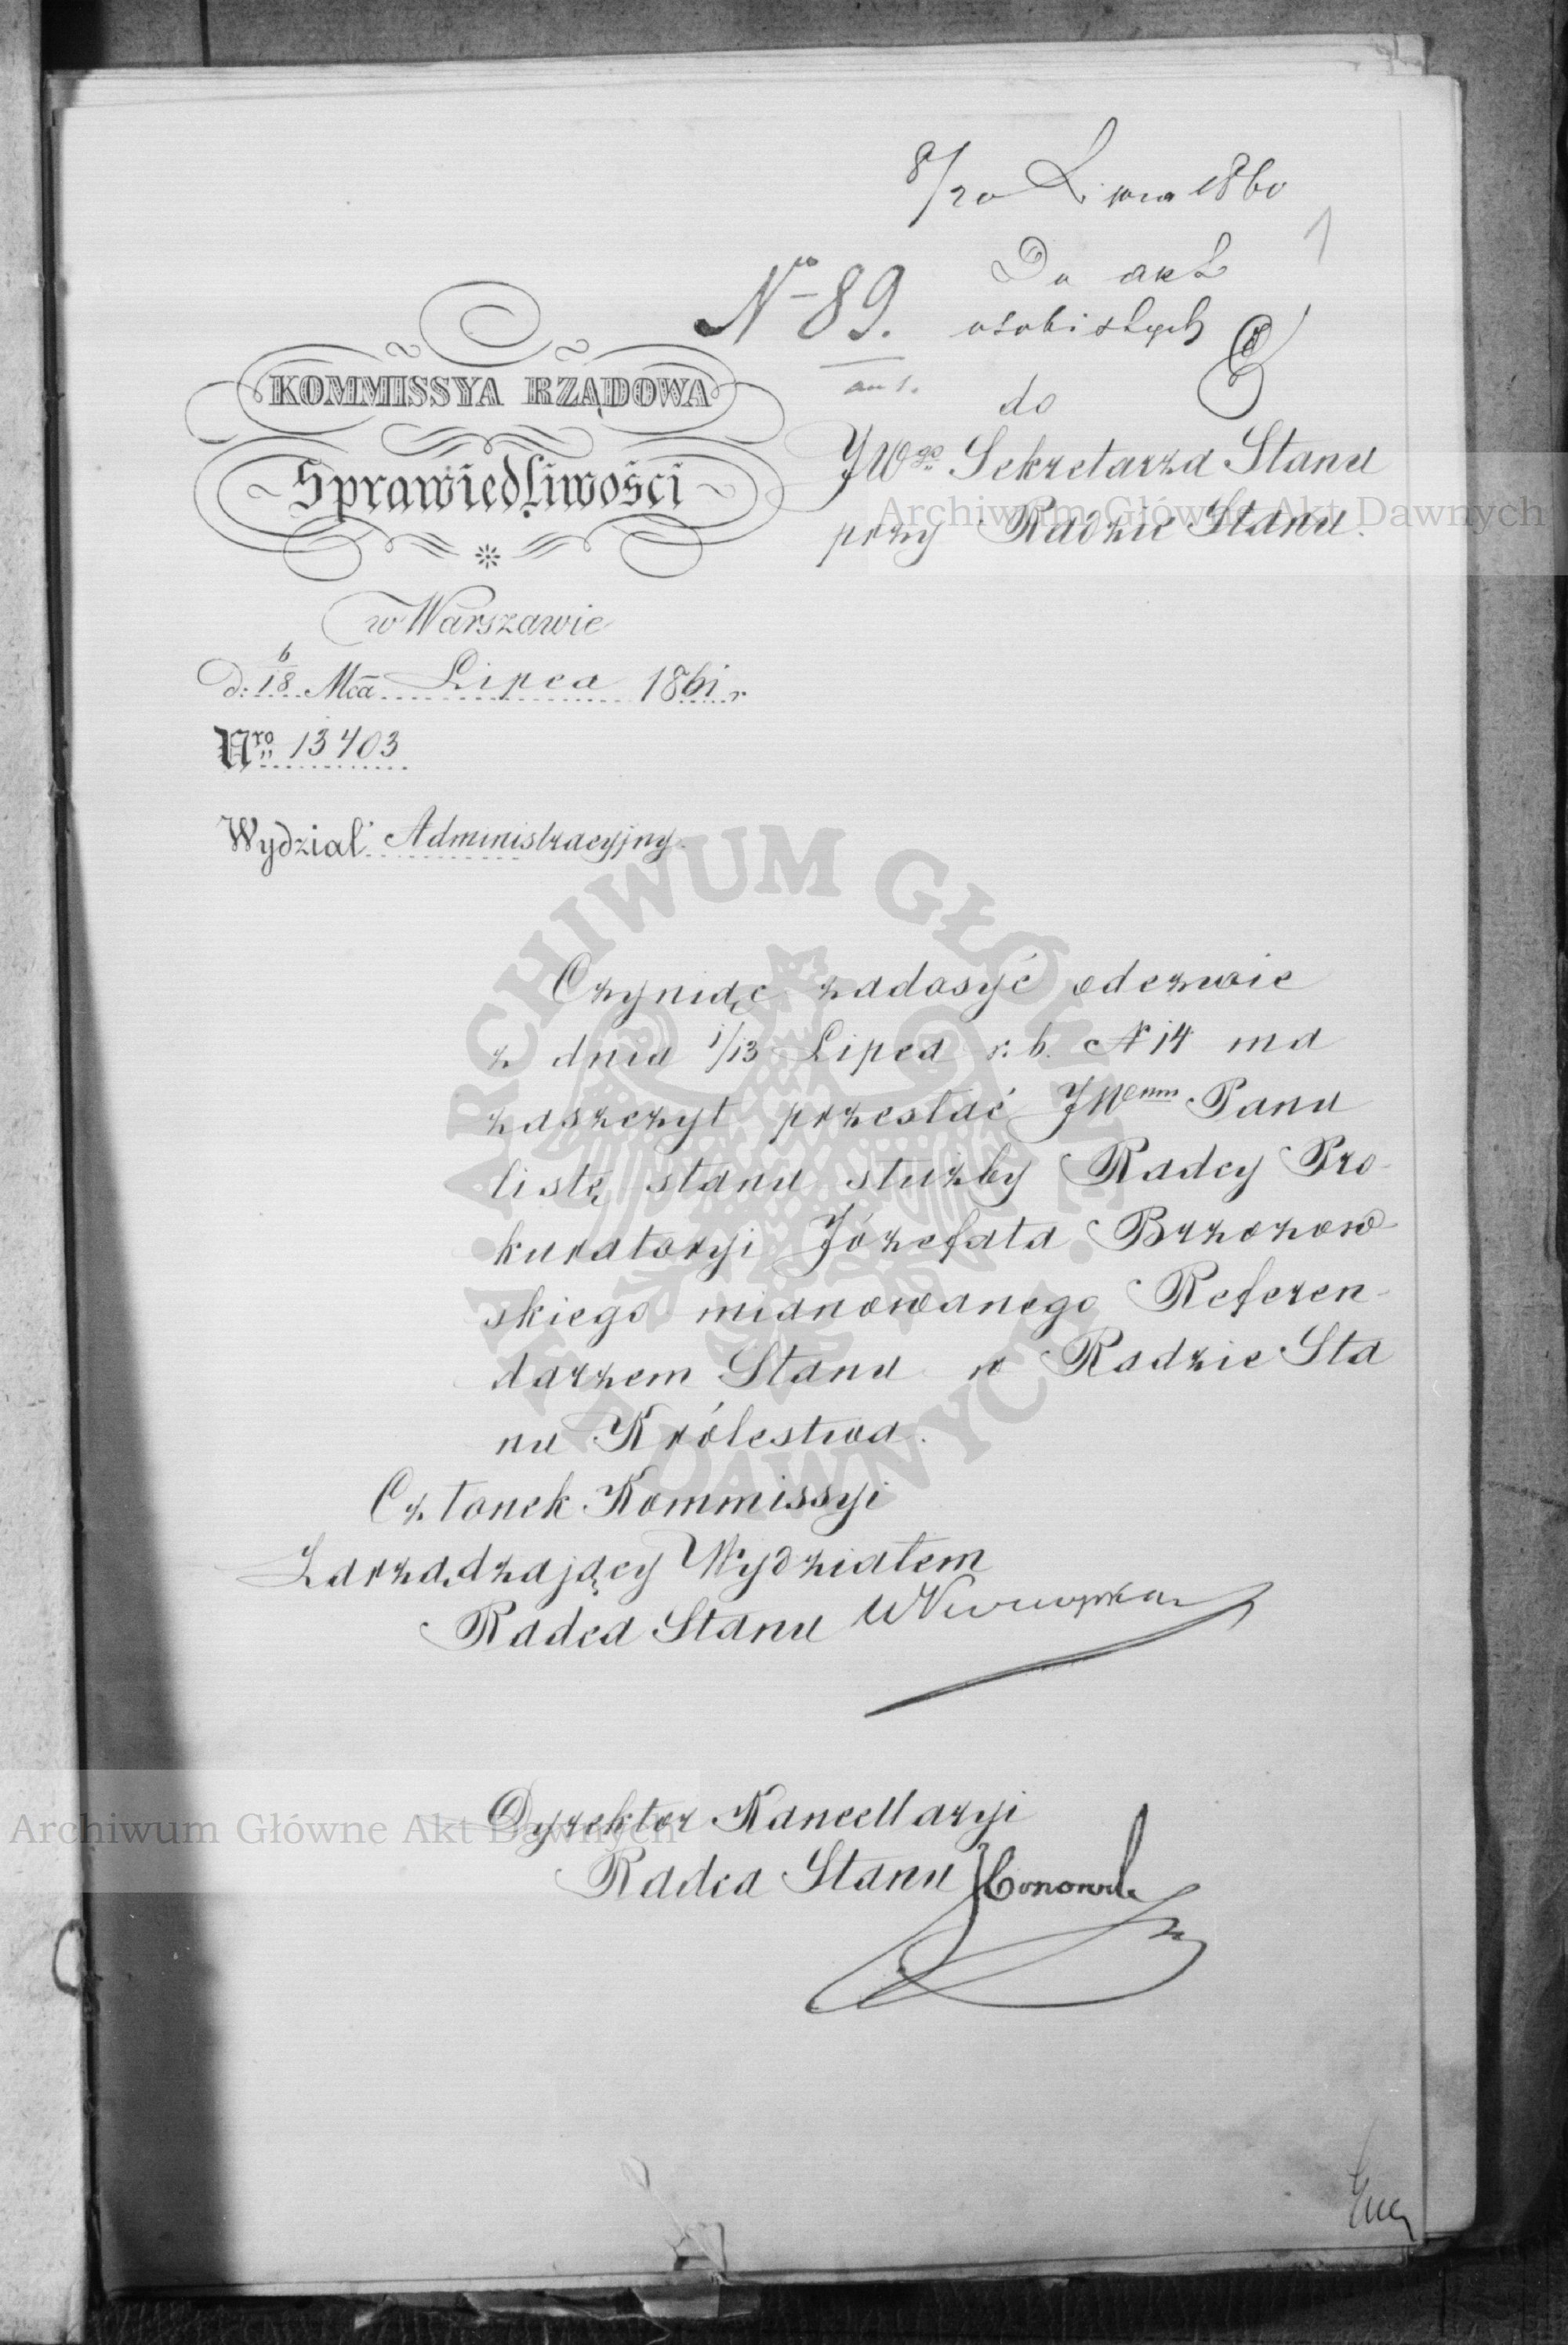 8/20 Lipca 1860
1
No 89.
Do akt
osobistych
KOMMISSYA RZĄDOWA
Sprawiedliwości
do
JWgo Sekretarza Stanu
przy Radzie Stanu.
w Warszawie
d: 6/18 Mca Lipca 1861 r
Nro 13403
Wydział Administracyjny.
Czyniąc zadosyć odezwie
z dnia 1/13 Lipca r. b. N 14 ma
zaszczyt przesłać JWmu Panu
listę stanu służby Radcy Pro-
kuratoryi Józefata Brzozow
skiego mianowanego Referen-
darzem Stanu w Radzie Sta
nu Królestwa.
Członek Kommissyi
Zarządzający Wydziałem
Radca Stanu
Dyrektor Kancellaryi
Radca Stanu
Archiwum Główne Akt Dawnych
Archiwum Główne Akt Dawnych
ARCHIWUM GŁÓWNE AKT DAWNYCH